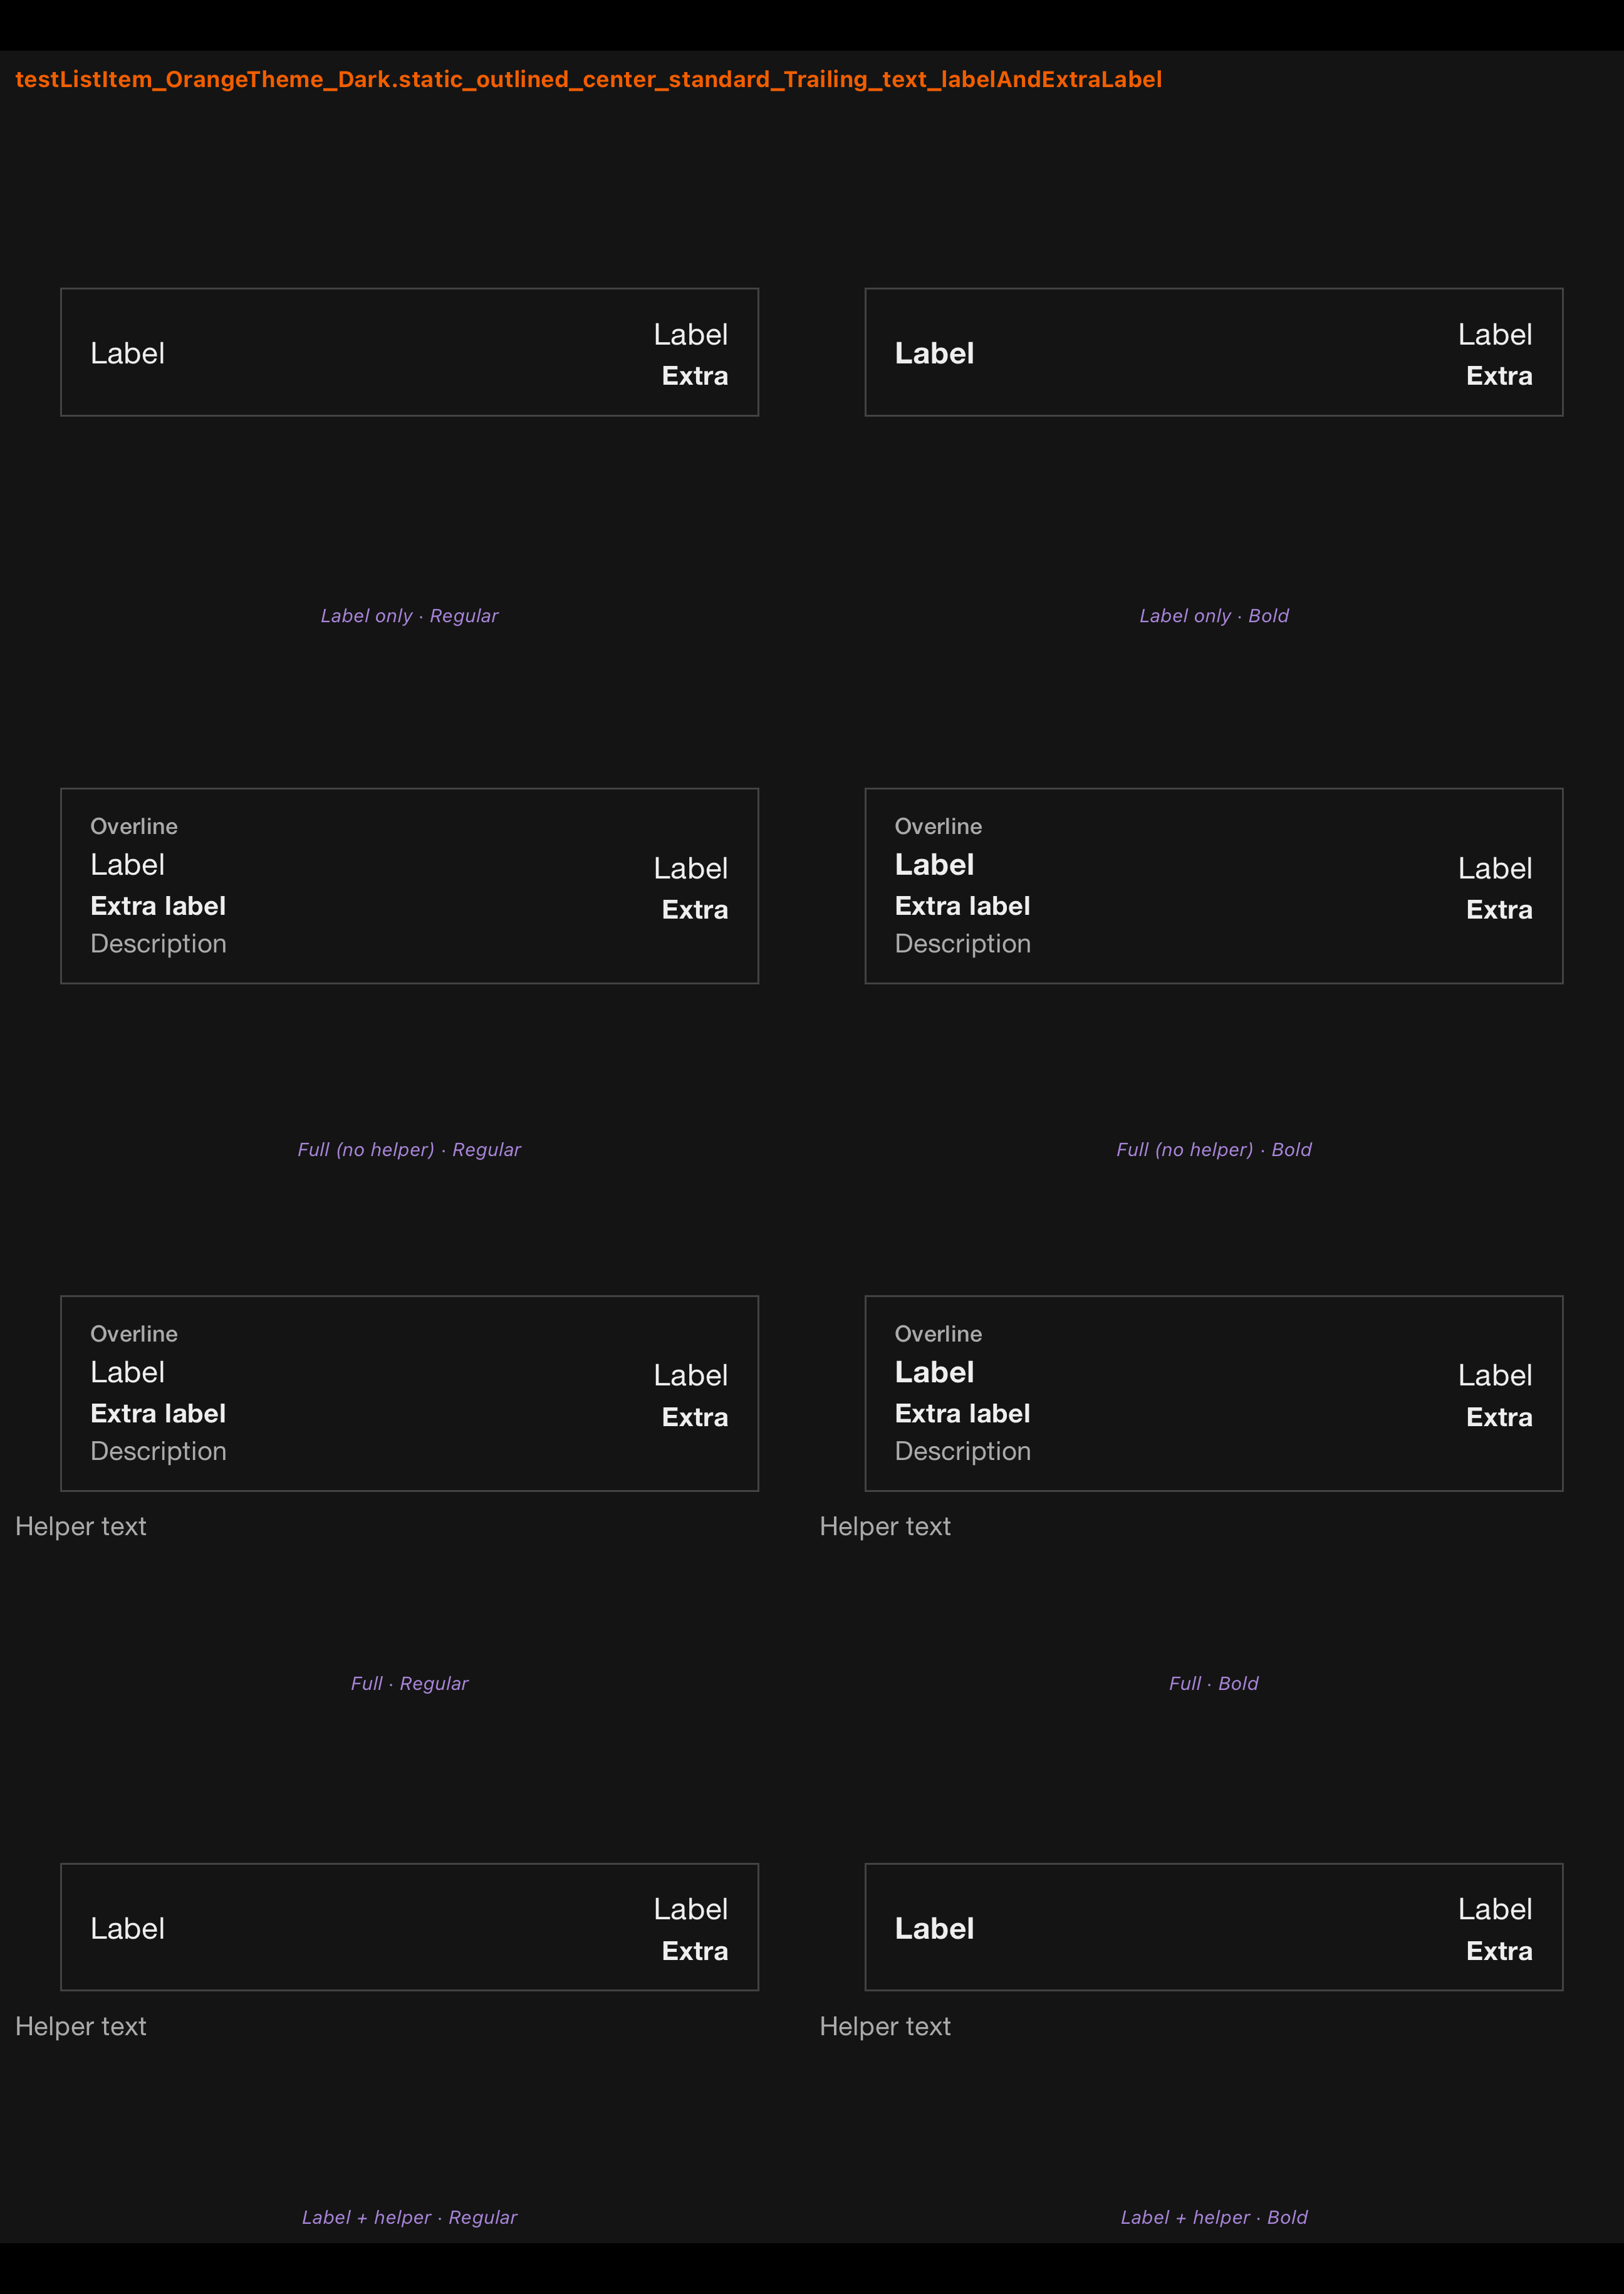 testListItem_OrangeTheme_Dark.static_outlined_center_standard_Trailing_text_labelAndExtraLabel
Label
Label
Extra
Label
Label
Extra
Label only · Regular
Label only · Bold
Overline
Label
Extra label
Description
Label
Extra
Overline
Label
Extra label
Description
Label
Extra
Full (no helper) · Regular
Full (no helper) · Bold
Overline
Label
Extra label
Description
Label
Extra
Helper text
Overline
Label
Extra label
Description
Label
Extra
Helper text
Full · Regular
Full · Bold
Label
Label
Extra
Helper text
Label
Label
Extra
Helper text
Label + helper · Regular
Label + helper · Bold